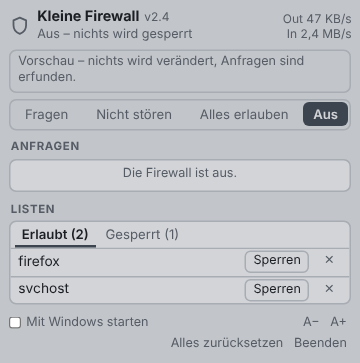 Kleine Firewall v2.4
Aus – nichts wird gesperrt
Out 47 KB/s
In 2,4 MB/s
Vorschau – nichts wird verändert, Anfragen sind
erfunden.
Fragen Nicht stören Alles erlauben Aus
ANFRAGEN
Die Firewall ist aus.
LISTEN
Erlaubt (2) Gesperrt (1)
firefox Sperren ×
svchost Sperren ×
Mit Windows starten A− A+
Alles zurücksetzen Beenden